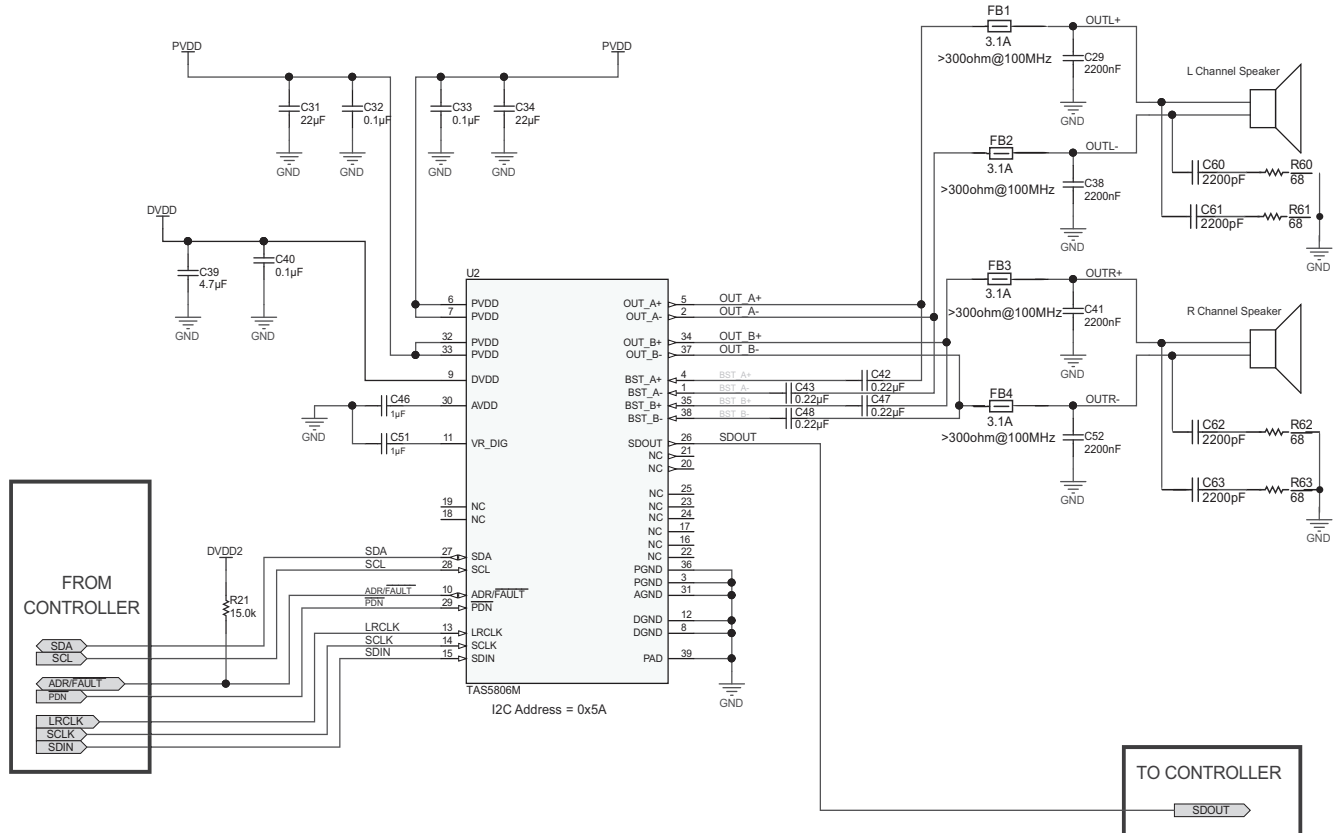 FB1
OUTL+
3.1A
>300ohm@100MHz
C29
2200nF
GND
L Channel Speaker
PVDD
PVDD
C31
22µF
C32
0.1µF
C33
0.1µF
C34
22µF
GND
GND
GND
GND
FB2
OUTL-
3.1A
>300ohm@100MHz
C38
2200nF
GND
C60
2200pF
R60
68
C61
2200pF
R61
68
GND
DVDD
C39
4.7µF
C40
0.1µF
GND
GND
FB3
OUTR+
3.1A
>300ohm@100MHz
C41
2200nF
GND
R Channel Speaker
FB4
OUTR-
3.1A
>300ohm@100MHz
C52
2200nF
GND
C62
2200pF
R62
68
C63
2200pF
R63
68
GND
U2
6 PVDD
7 PVDD
32 PVDD
33 PVDD
9 DVDD
30 AVDD
11 VR_DIG
19 NC
18 NC
27 SDA
28 SCL
10 ADR/FAULT
29 PDN
13 LRCLK
14 SCLK
15 SDIN
OUT_A+ 5 OUT_A+
OUT_A- 2 OUT_A-
OUT_B+ 34 OUT_B+
OUT_B- 37 OUT_B-
BST_A+ 4 BST_A+
BST_A- 1 BST_A-
BST_B+ 35 BST_B+
BST_B- 38 BST_B-
SDOUT 26 SDOUT
NC 21
NC 20
NC 25
NC 23
NC 24
NC 17
NC 16
NC 22
PGND 36
PGND 3
AGND 31
DGND 12
DGND 8
PAD 39
GND
C42
0.22µF
C43
0.22µF
C47
0.22µF
C48
0.22µF
C46
1µF
C51
1µF
GND
TAS5806M
I2C Address = 0x5A
DVDD2
R21
15.0k
SDA
SCL
ADR/FAULT
PDN
LRCLK
SCLK
SDIN
FROM
CONTROLLER
SDA
SCL
ADR/FAULT
PDN
LRCLK
SCLK
SDIN
TO CONTROLLER
SDOUT